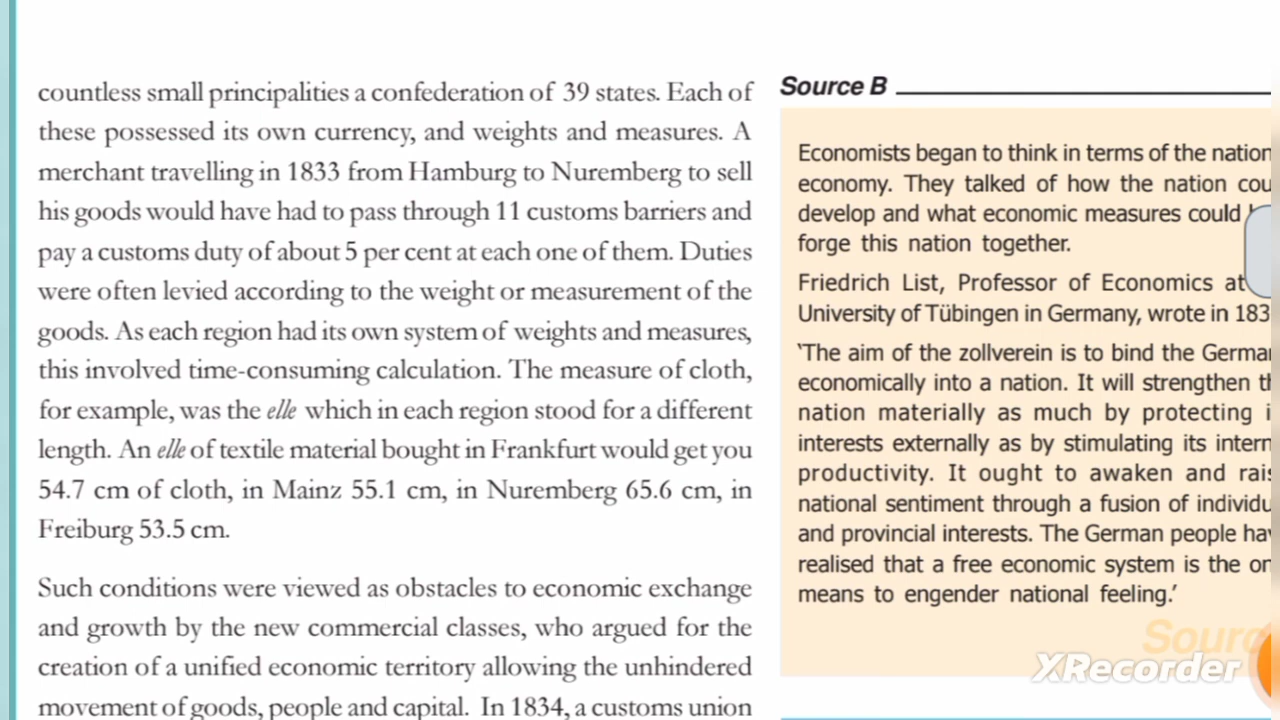 countless small principalities a confederation of 39 states. Each of
these possessed its own currency, and weights and measures. A
merchant travelling in 1833 from Hamburg to Nuremberg to sell
his goods would have had to pass through 11 customs barriers and
pay a customs duty of about 5 per cent at each one of them. Duties
were often levied according to the weight or measurement of the
goods. As each region had its own system of weights and measures,
this involved time-consuming calculation. The measure of cloth,
for example, was the elle which in each region stood for a different
length. An elle of textile material bought in Frankfurt would get you
54.7 cm of cloth, in Mainz 55.1 cm, in Nuremberg 65.6 cm, in
Freiburg 53.5 cm.
Such conditions were viewed as obstacles to economic exchange
and growth by the new commercial classes, who argued for the
creation of a unified economic territory allowing the unhindered
movement of goods, people and capital. In 1834, a customs union
Source B
Economists began to think in terms of the nation
economy. They talked of how the nation cou
develop and what economic measures could
forge this nation together.
Friedrich List, Professor of Economics at
University of Tübingen in Germany, wrote in 183
‘The aim of the zollverein is to bind the Germa
economically into a nation. It will strengthen t
nation materially as much by protecting i
interests externally as by stimulating its intern
productivity. It ought to awaken and rais
national sentiment through a fusion of individu
and provincial interests. The German people ha
realised that a free economic system is the on
means to engender national feeling.’
Sourc
XRecorder